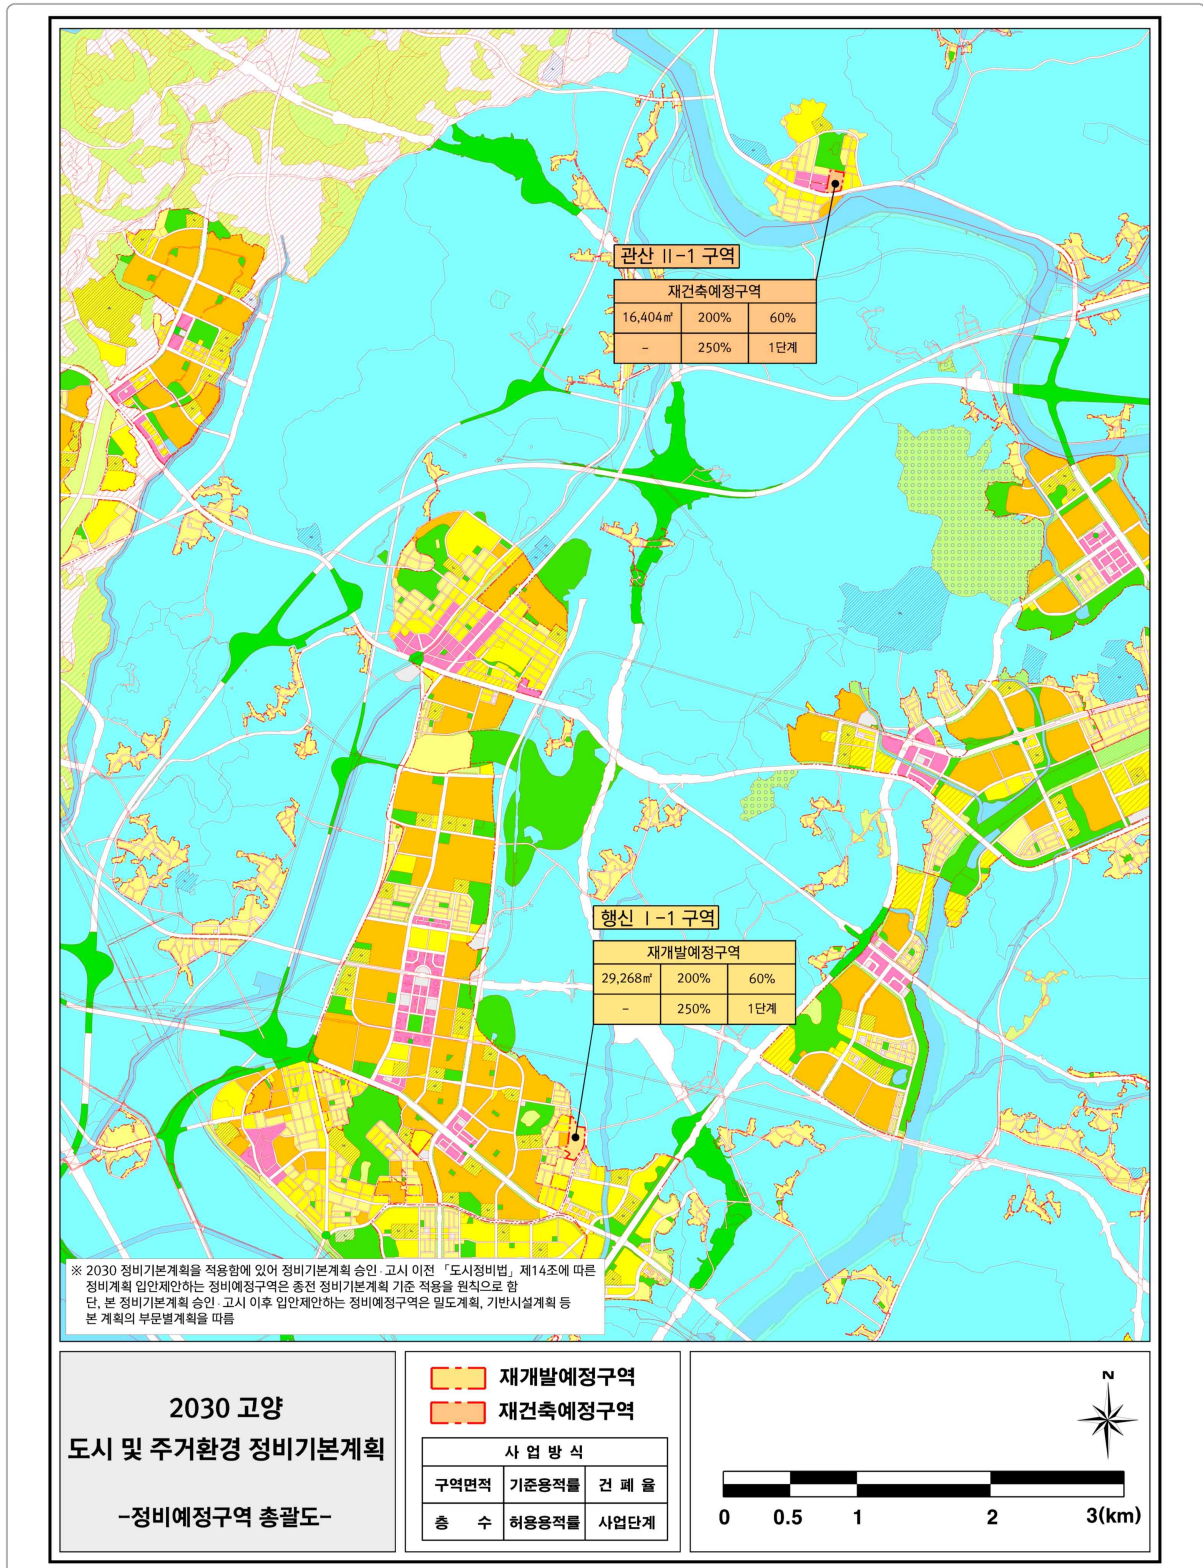 관산 Ⅱ-1 구역
재건축예정구역
16,404㎡ 200% 60%
- 250% 1단계
행신 Ⅰ-1 구역
재개발예정구역
29,268㎡ 200% 60%
- 250% 1단계
※ 2030 정비기본계획을 적용함에 있어 정비기본계획 승인·고시 이전 「도시정비법」제14조에 따른
정비계획 입안제안하는 정비예정구역은 종전 정비기본계획 기준 적용을 원칙으로 함
단, 본 정비기본계획 승인·고시 이후 입안제안하는 정비예정구역은 밀도계획, 기반시설계획 등
본 계획의 부문별계획을 따름
2030 고양
도시 및 주거환경 정비기본계획
-정비예정구역 총괄도-
재개발예정구역
재건축예정구역
사 업 방 식
구역면적 기준용적률 건 폐 율
층 수 허용용적률 사업단계
N
0 0.5 1 2 3(km)